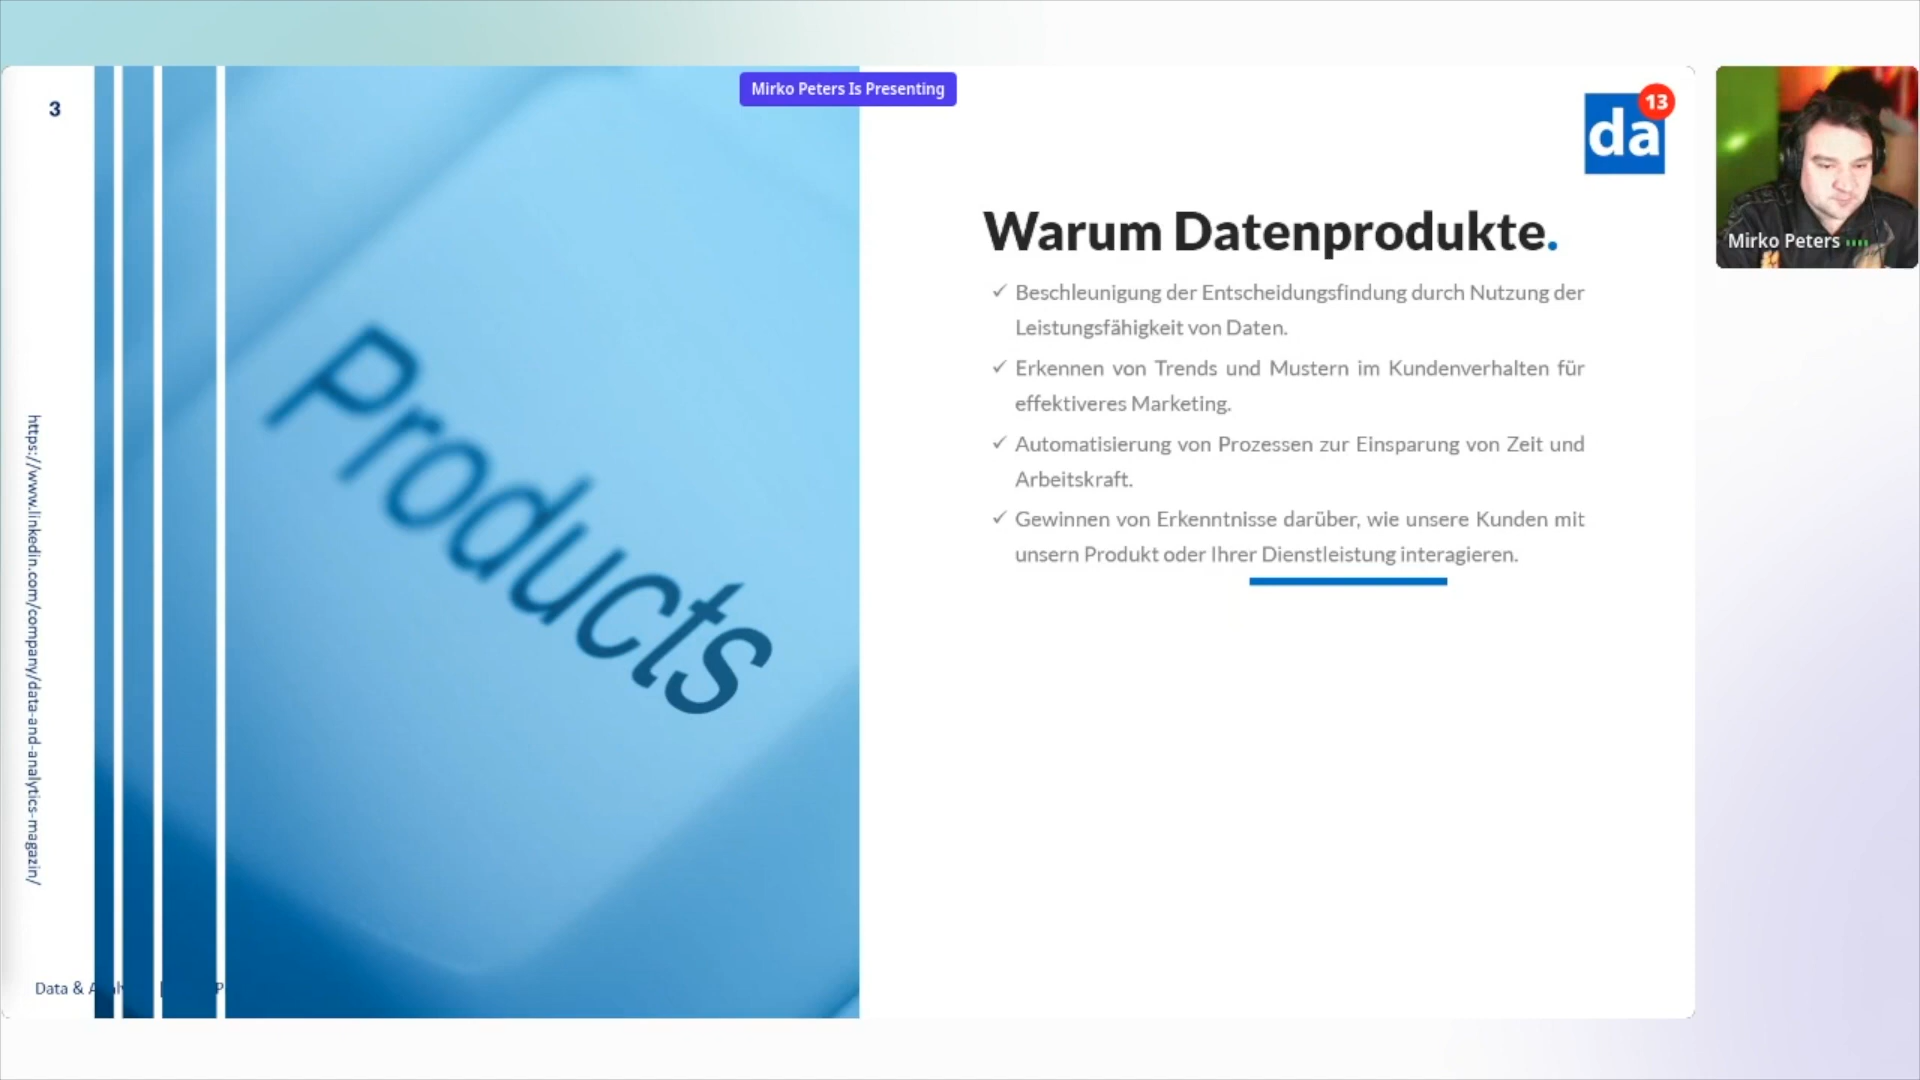 Mirko Peters Is Presenting
3
13
da
Mirko Peters
Warum Datenprodukte.
✓ Beschleunigung der Entscheidungsfindung durch Nutzung der
Leistungsfähigkeit von Daten.
✓ Erkennen von Trends und Mustern im Kundenverhalten für
effektiveres Marketing.
✓ Automatisierung von Prozessen zur Einsparung von Zeit und
Arbeitskraft.
✓ Gewinnen von Erkenntnisse darüber, wie unsere Kunden mit
unsern Produkt oder Ihrer Dienstleistung interagieren.
Products
https://www.linkedin.com/company/data-and-analytics-magazin/
Data &